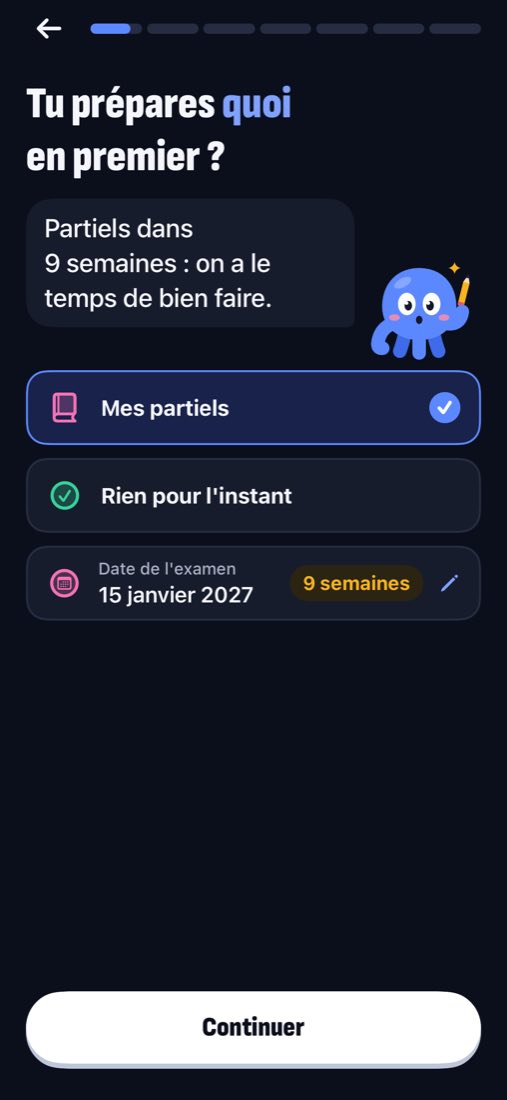 Tu prépares quoi
en premier ?
Partiels dans
9 semaines : on a le
temps de bien faire.
Mes partiels
Rien pour l'instant
Date de l'examen
15 janvier 2027
9 semaines
Continuer